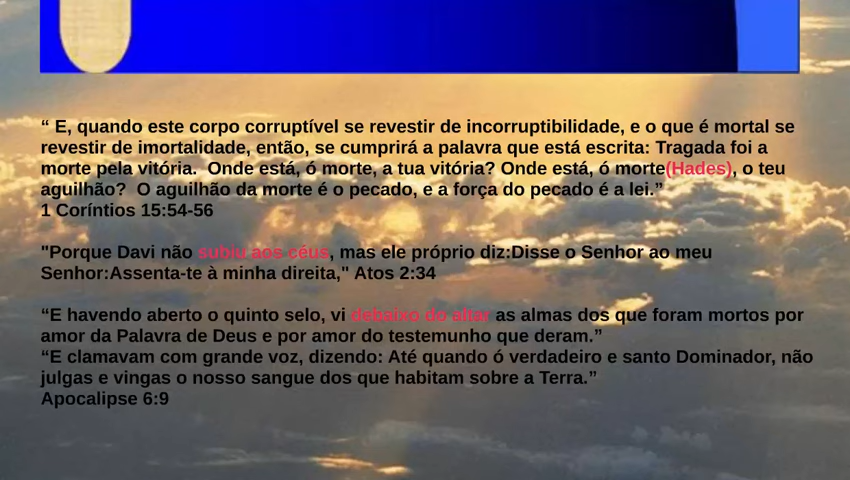 “ E, quando este corpo corruptível se revestir de incorruptibilidade, e o que é mortal se
revestir de imortalidade, então, se cumprirá a palavra que está escrita: Tragada foi a
morte pela vitória.  Onde está, ó morte, a tua vitória? Onde está, ó morte(Hades), o teu
aguilhão?  O aguilhão da morte é o pecado, e a força do pecado é a lei.”
1 Coríntios 15:54-56
"Porque Davi não subiu aos céus, mas ele próprio diz:Disse o Senhor ao meu
Senhor:Assenta-te à minha direita," Atos 2:34
“E havendo aberto o quinto selo, vi debaixo do altar as almas dos que foram mortos por
amor da Palavra de Deus e por amor do testemunho que deram.”
“E clamavam com grande voz, dizendo: Até quando ó verdadeiro e santo Dominador, não
julgas e vingas o nosso sangue dos que habitam sobre a Terra.”
Apocalipse 6:9